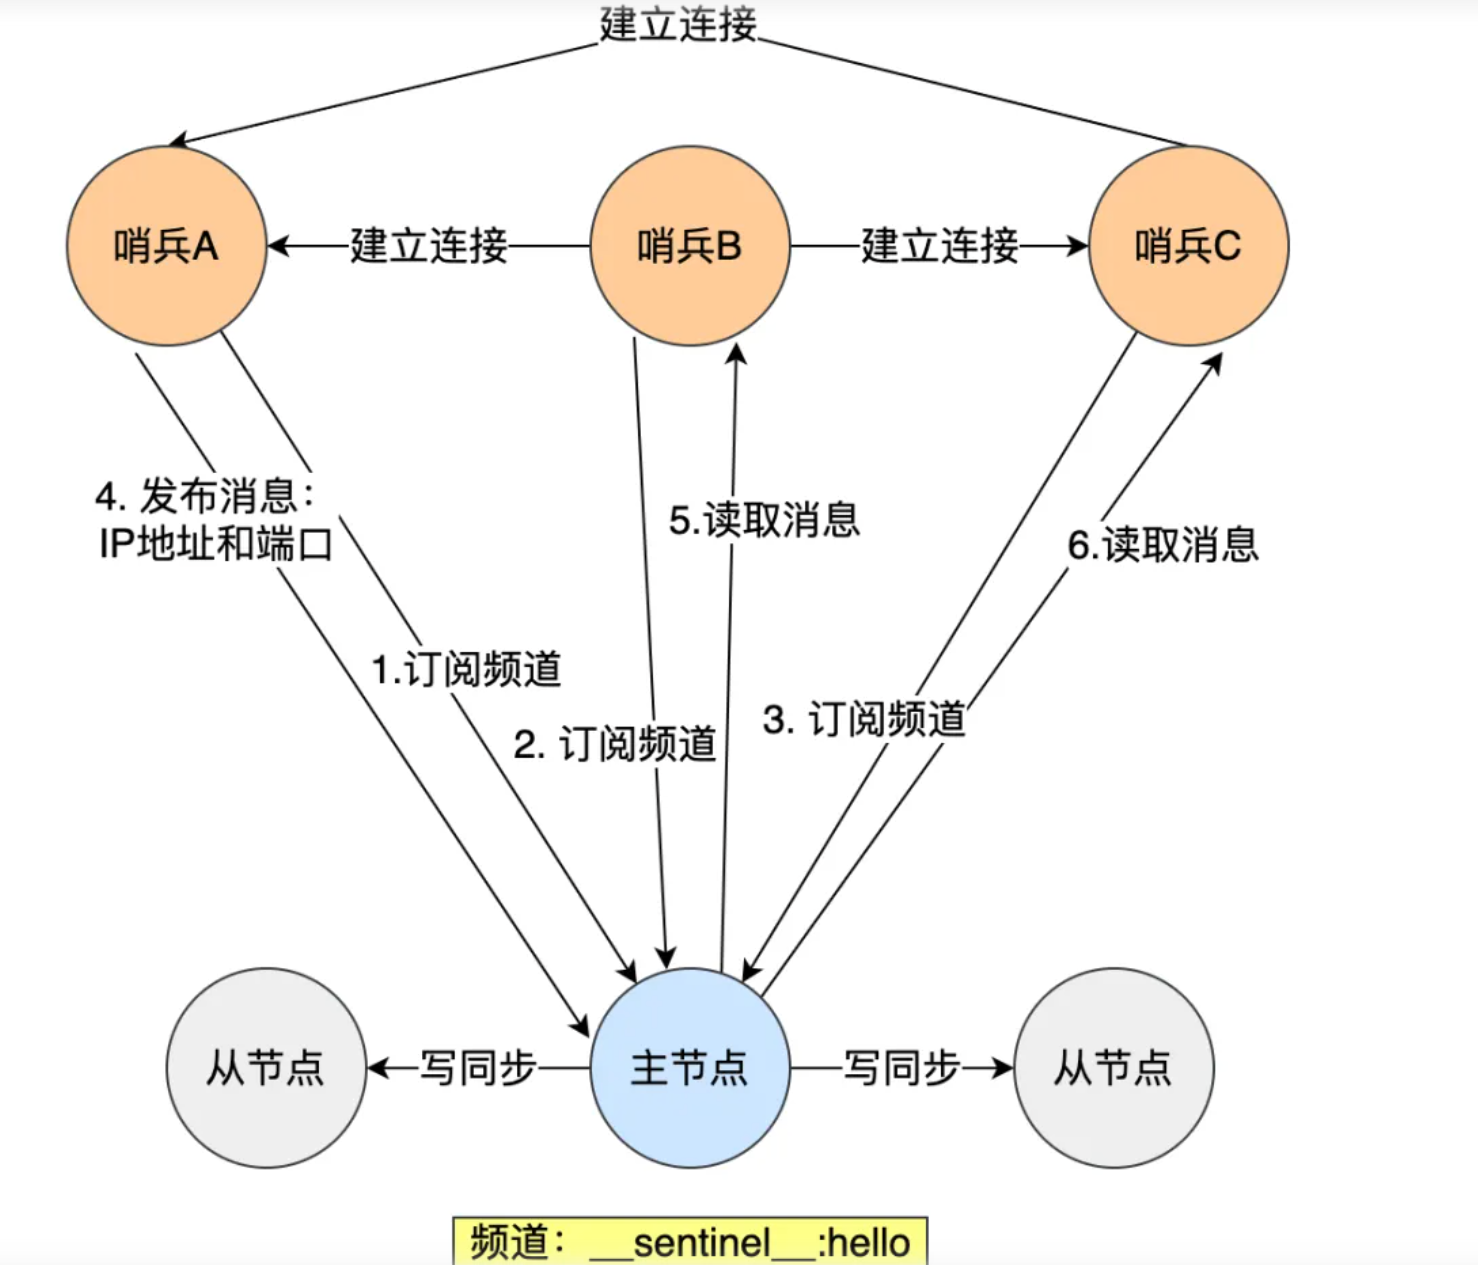 建立连接
哨兵A
建立连接
哨兵B
建立连接
哨兵C
4. 发布消息：
IP地址和端口
5.读取消息
6.读取消息
1.订阅频道
2. 订阅频道
3. 订阅频道
从节点
写同步
主节点
写同步
从节点
频道：__sentinel__:hello